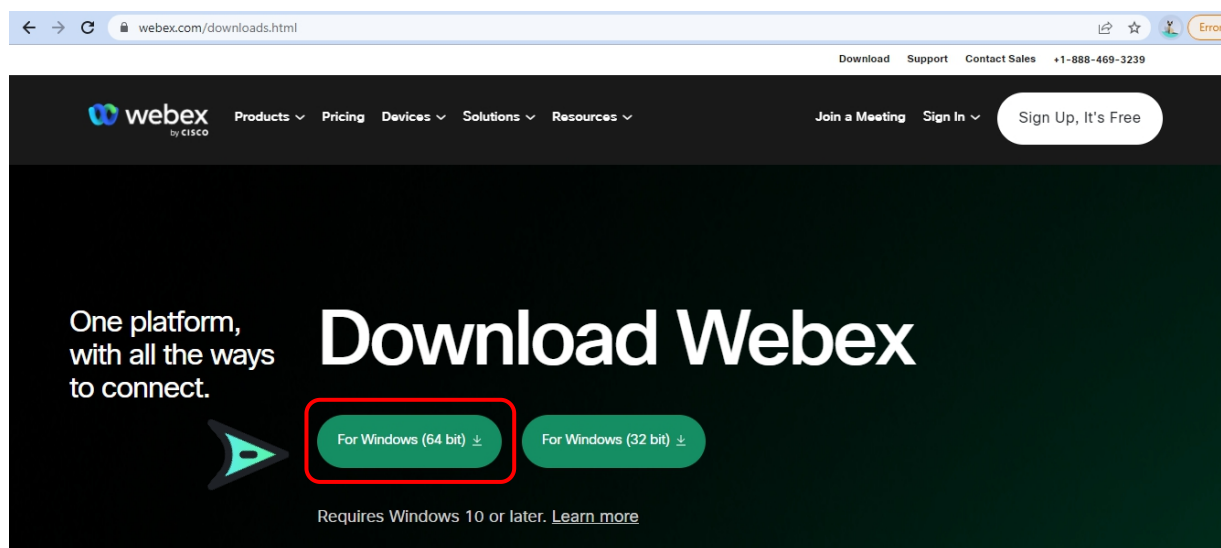 webex.com/downloads.html
Error
Download Support Contact Sales +1-888-469-3239
webex by CISCO
Products Pricing Devices Solutions Resources Join a Meeting Sign In Sign Up, It's Free
One platform,
with all the ways
to connect.
Download Webex
For Windows (64 bit) For Windows (32 bit)
Requires Windows 10 or later. Learn more